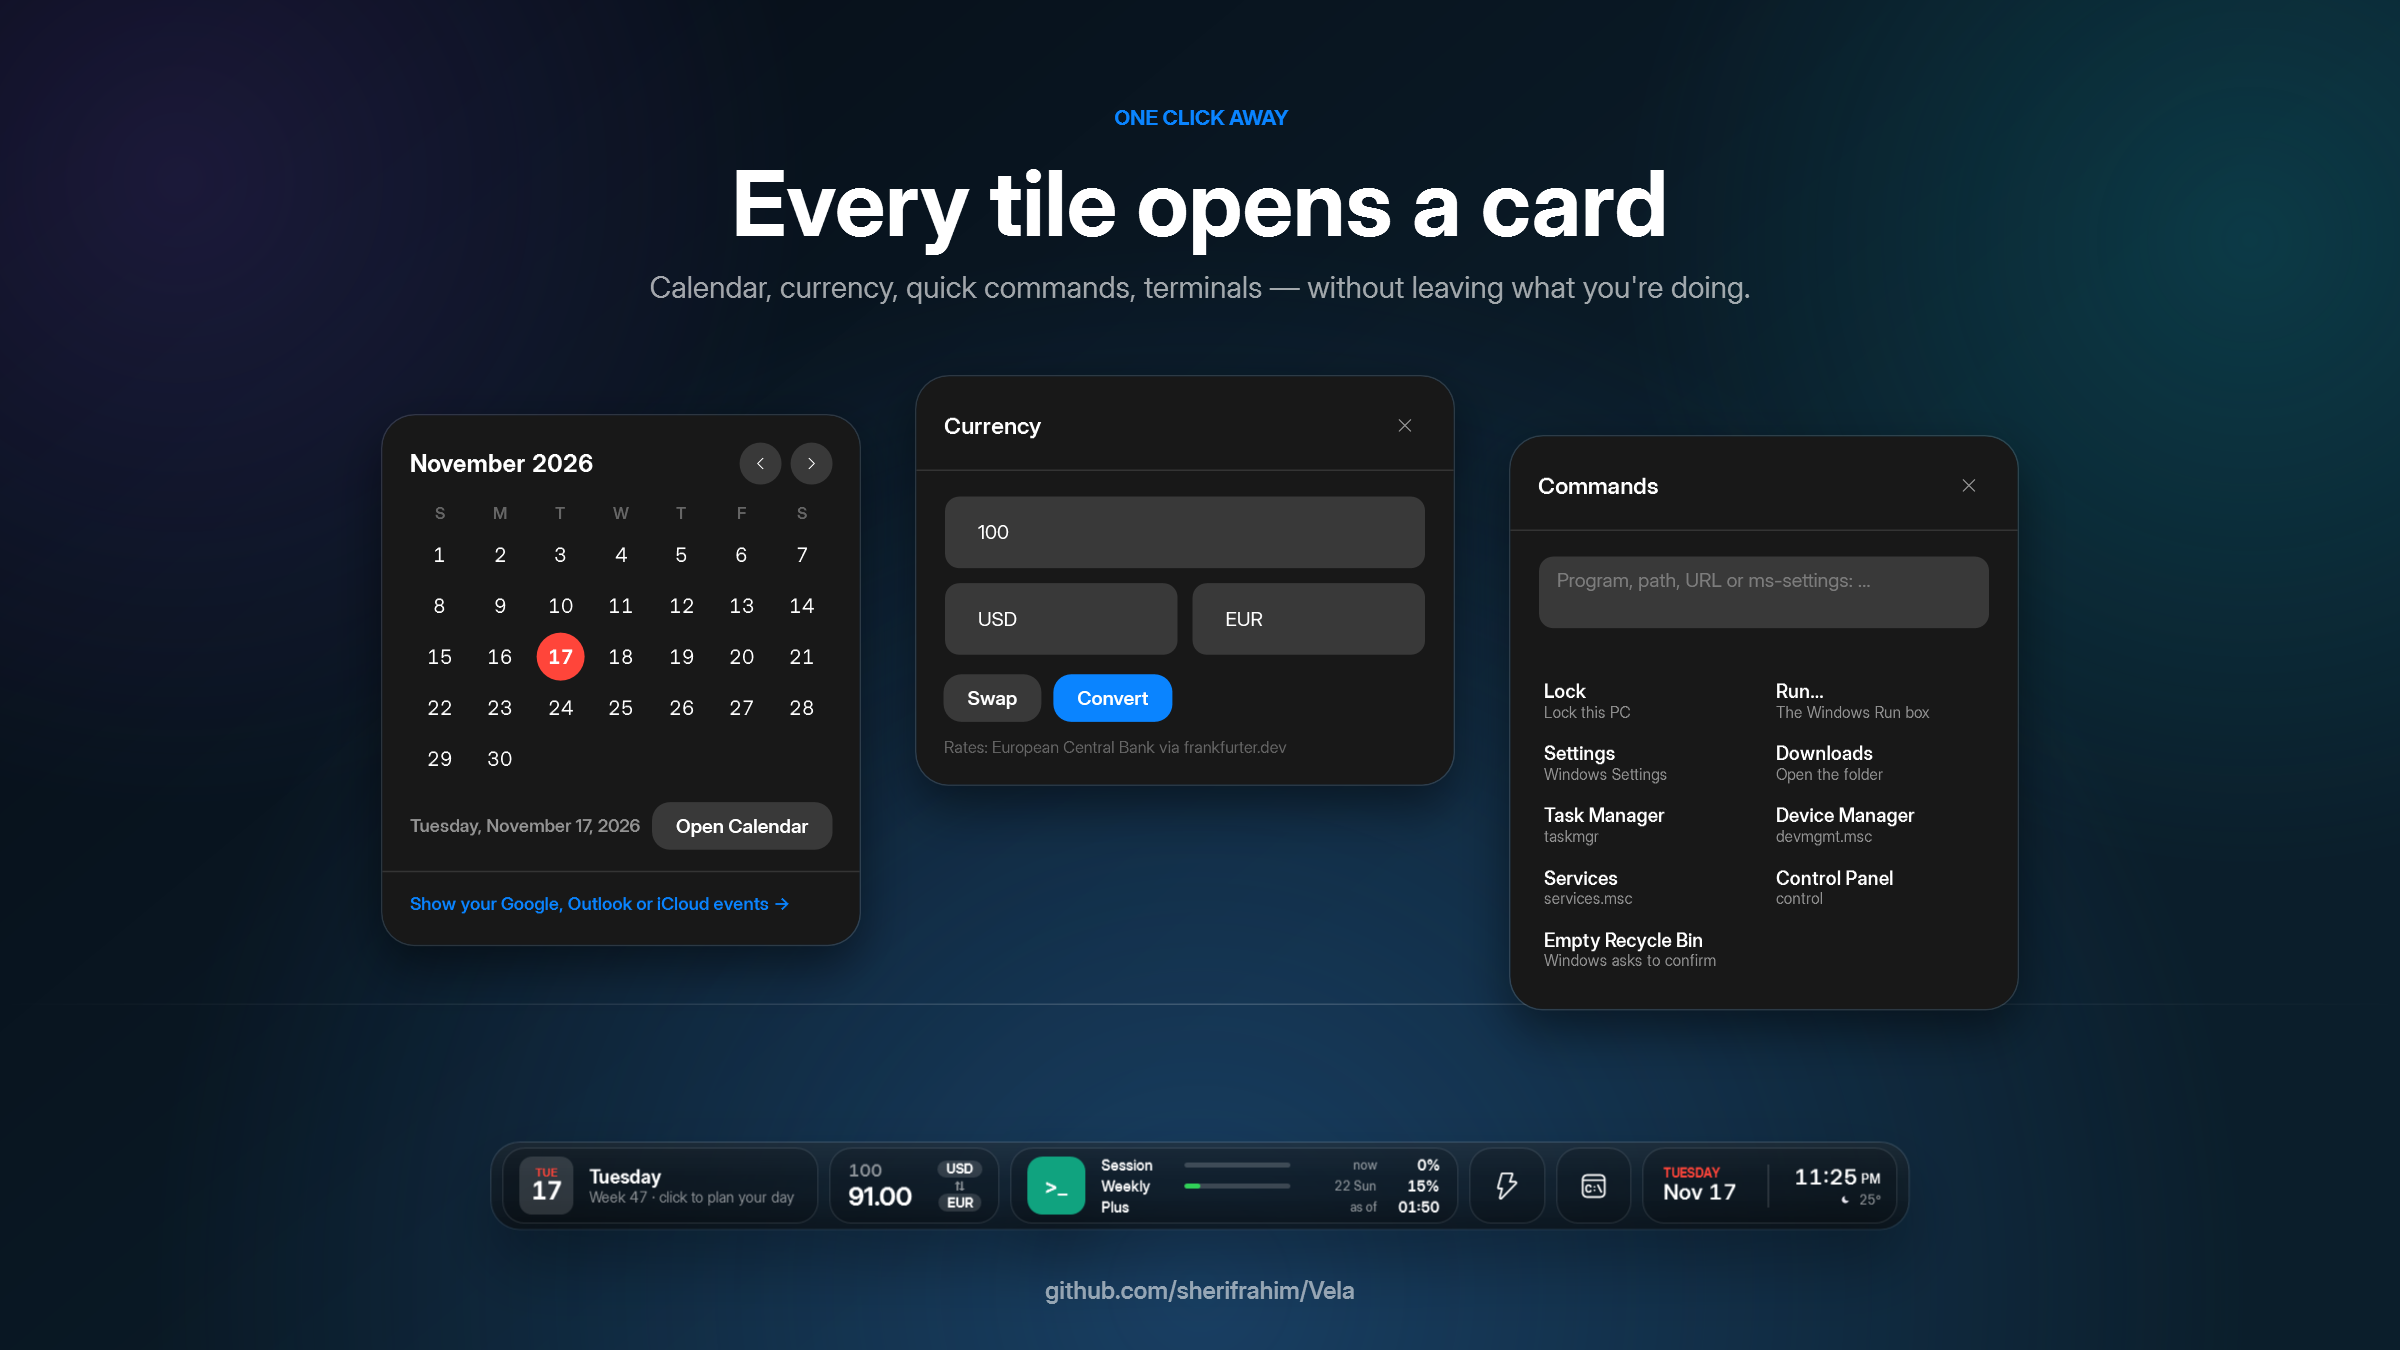 ONE CLICK AWAY
Every tile opens a card
Calendar, currency, quick commands, terminals — without leaving what you're doing.
November 2026
S M T W T F S
1 2 3 4 5 6 7
8 9 10 11 12 13 14
15 16 17 18 19 20 21
22 23 24 25 26 27 28
29 30
Tuesday, November 17, 2026
Open Calendar
Show your Google, Outlook or iCloud events →
Currency
100
USD EUR
Swap Convert
Rates: European Central Bank via frankfurter.dev
Commands
Program, path, URL or ms-settings: ...
Lock
Lock this PC
Run...
The Windows Run box
Settings
Windows Settings
Downloads
Open the folder
Task Manager
taskmgr
Device Manager
devmgmt.msc
Services
services.msc
Control Panel
control
Empty Recycle Bin
Windows asks to confirm
TUE
17
Tuesday
Week 47 · click to plan your day
100
91.00
USD
EUR
>_
Session now 0%
Weekly 22 Sun 15%
Plus as of 01:50
C:\
TUESDAY
Nov 17
11:25 PM
25°
github.com/sherifrahim/Vela